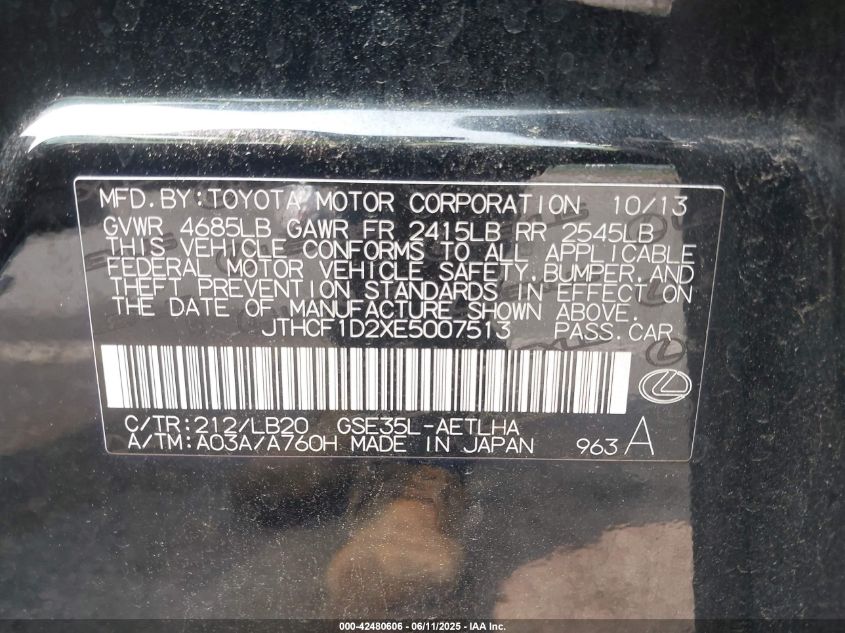 MFD.BY:TOYOTA MOTOR CORPORATION 10/13
GVWR 4685LB GAWR FR 2415LB RR 2545LB
THIS VEHICLE CONFORMS TO ALL APPLICABLE
FEDERAL MOTOR VEHICLE SAFETY,BUMPER,AND
THEFT PREVENTION STANDARDS IN EFFECT ON
THE DATE OF MANUFACTURE SHOWN ABOVE.
JTHCF1D2XE5007513 PASS.CAR
C/TR:212/LB20 GSE35L-AETLHA
A/TM:A03A/A760H MADE IN JAPAN 963 A
000-42480606 - 06/11/2025 - IAA Inc.